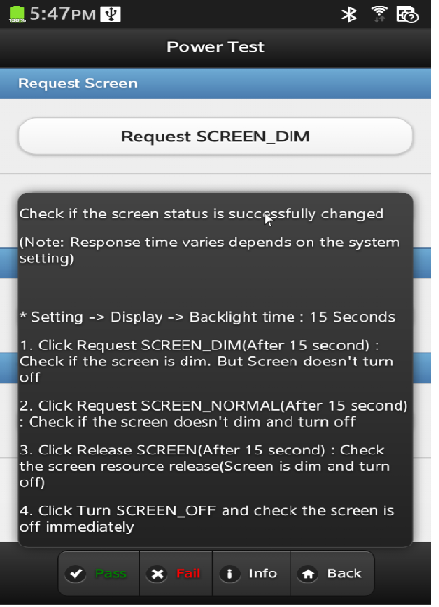 5:47PM
Power Test
Request Screen
Request SCREEN_DIM
Check if the screen status is successfully changed
(Note: Response time varies depends on the system
setting)
* Setting -> Display -> Backlight time : 15 Seconds
1. Click Request SCREEN_DIM(After 15 second) :
Check if the screen is dim. But Screen doesn't turn
off
2. Click Request SCREEN_NORMAL(After 15 second)
: Check if the screen doesn't dim and turn off
3. Click Release SCREEN(After 15 second) : Check
the screen resource release(Screen is dim and turn
off)
4. Click Turn SCREEN_OFF and check the screen is
off immediately
Pass Fail Info Back